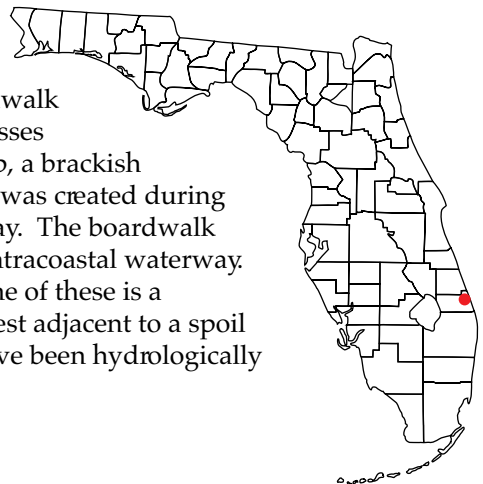 walk
sses
, a brackish
was created during
ay. The boardwalk
ntracoastal waterway.
ne of these is a
est adjacent to a spoil
ve been hydrologically